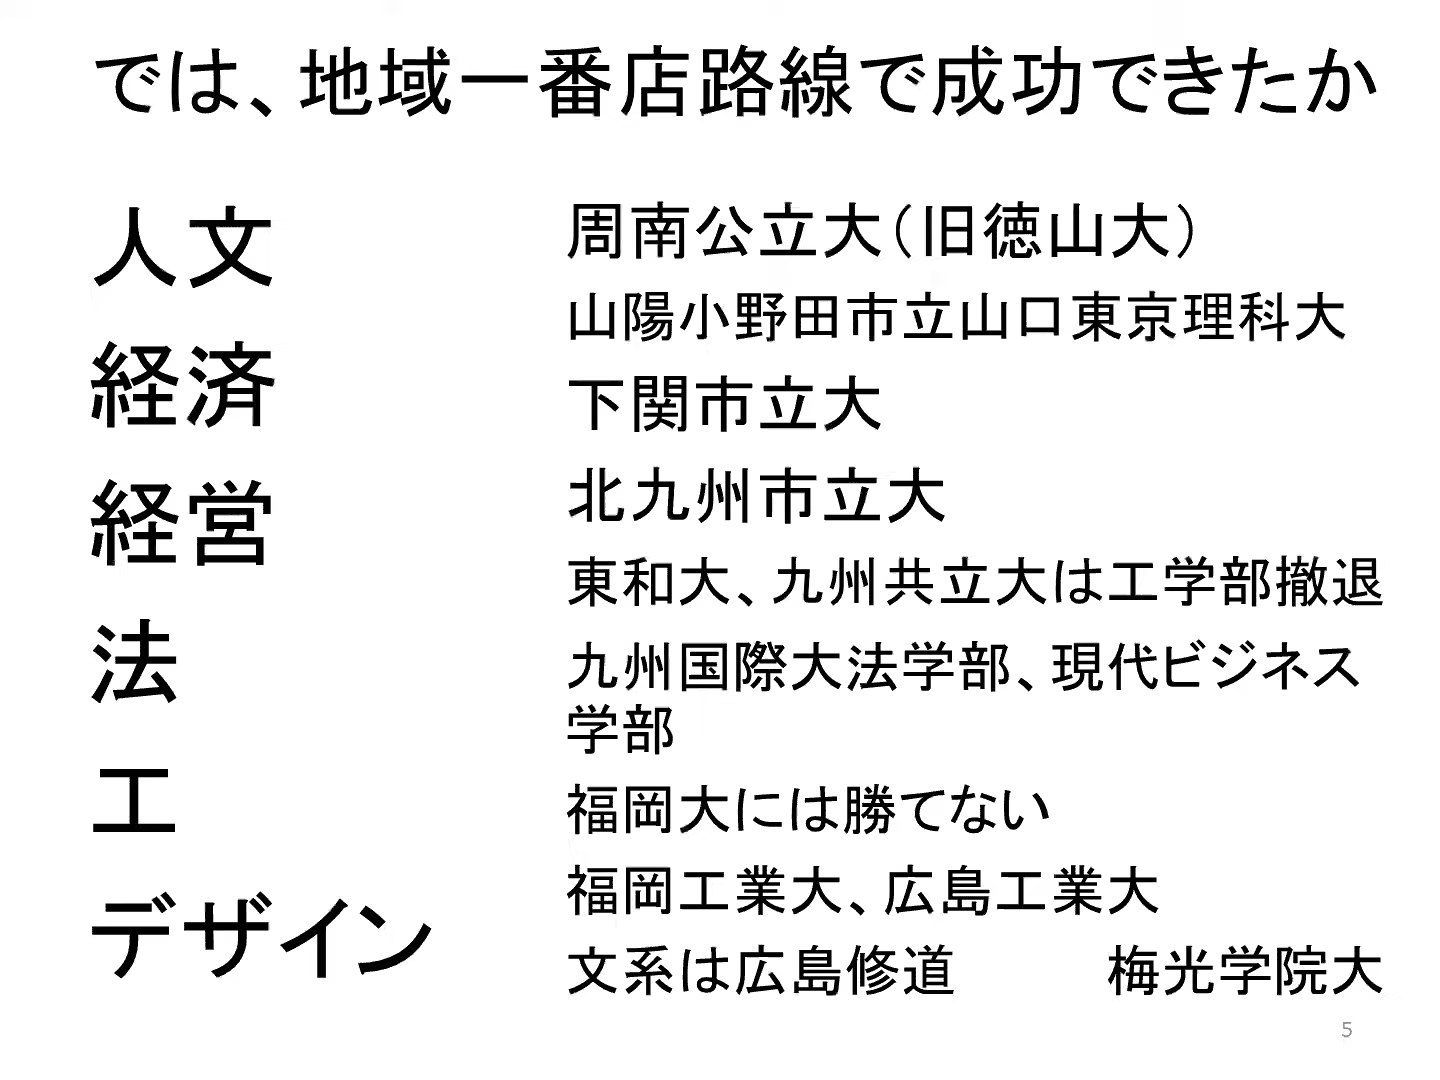 では、地域一番店路線で成功できたか
人文
経済
経営
法
工
デザイン
周南公立大（旧徳山大）
山陽小野田市立山口東京理科大
下関市立大
北九州市立大
東和大、九州共立大は工学部撤退
九州国際大法学部、現代ビジネス
学部
福岡大には勝てない
福岡工業大、広島工業大
文系は広島修道　　梅光学院大
5